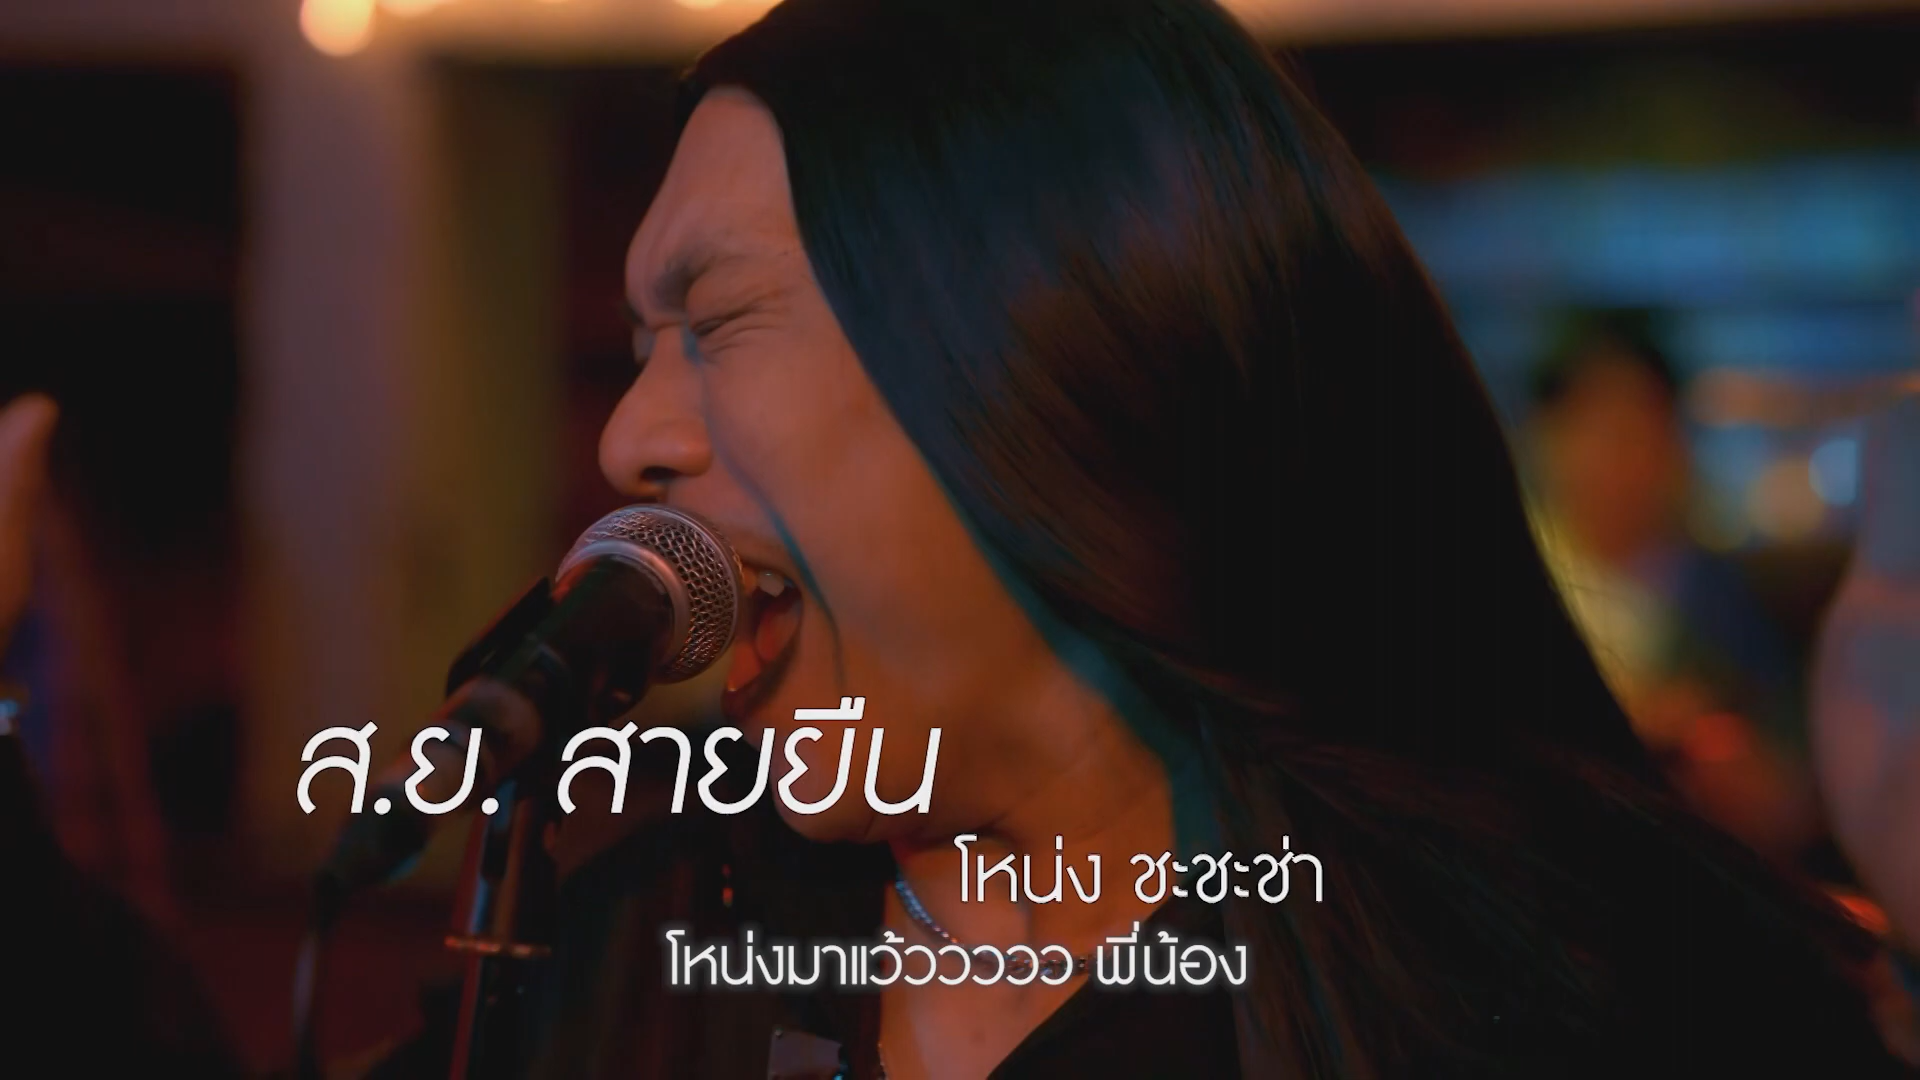 ส.ย. สายยืน
โหน่ง ชะชะช่า
โหน่งมาแว้ววววว พี่น้อง